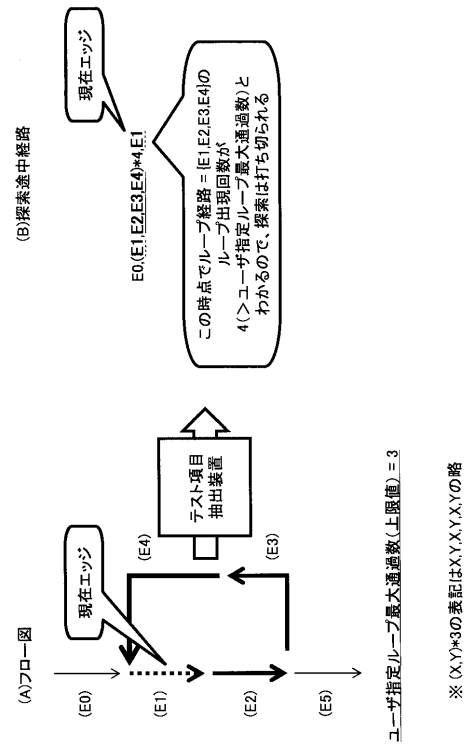 (A)フロー図
(E0)
現在エッジ
(E1)
(E4)
(E2)
(E3)
(E5)
テスト項目
抽出装置
ユーザ指定ループ最大通過数(上限値) = 3
※ (X,Y)*3の表記はX,Y,X,Y,X,Yの略
(B)探索途中経路
現在エッジ
E0,(E1,E2,E3,E4)*4,E1
この時点でループ経路 = {E1,E2,E3,E4}の
ループ出現回数が
4(>ユーザ指定ループ最大通過数)と
わかるので、探索は打ち切られる